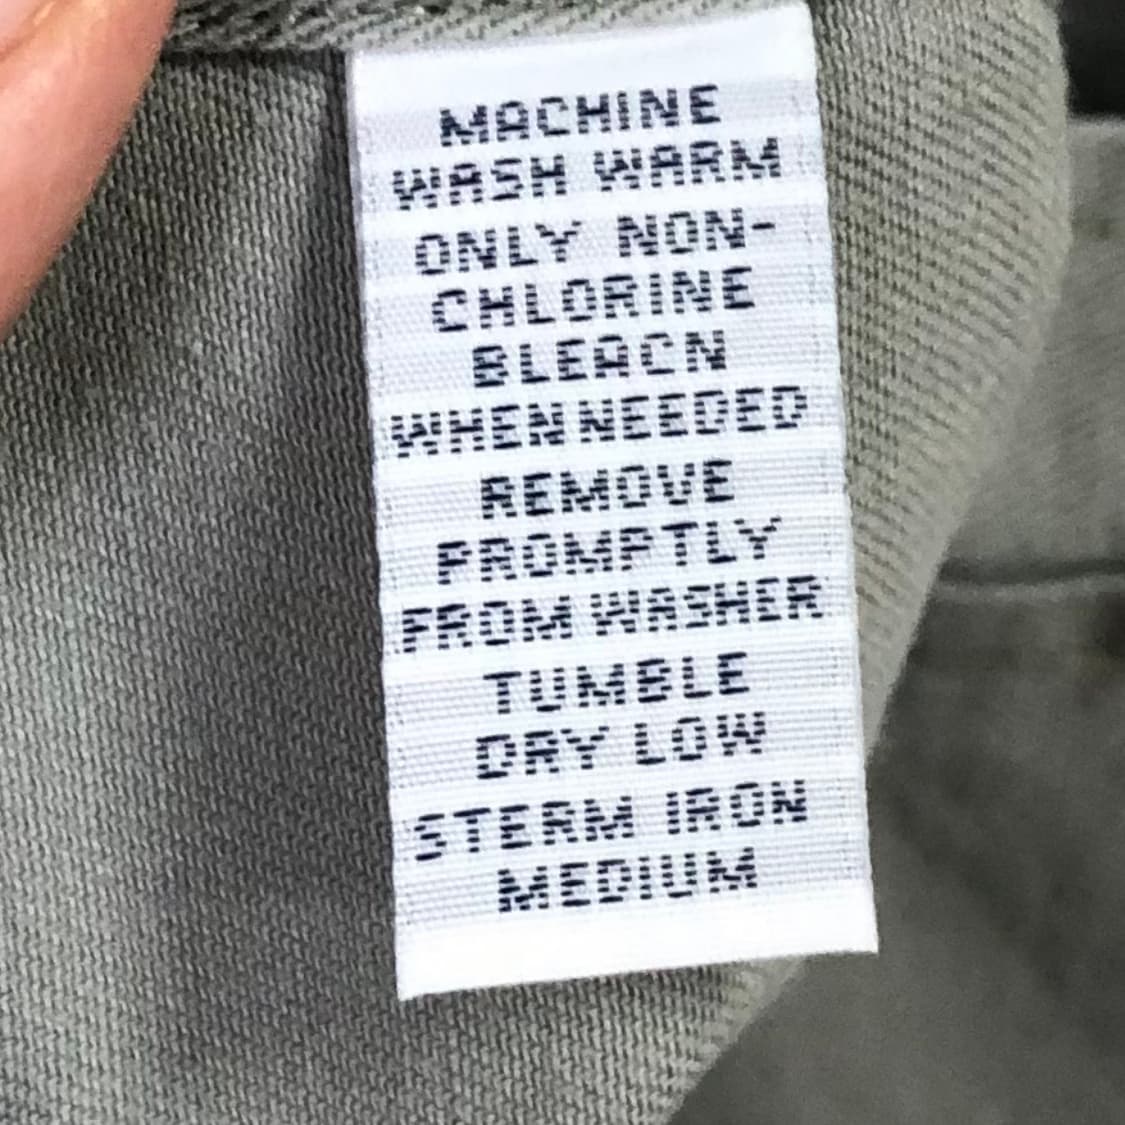 MACHINE
WASH WARM
ONLY NON-
CHLORINE
BLEACN
WHEN NEEDED
REMOVE
PROMPTLY
FROM WASHER
TUMBLE
DRY LOW
STERM IRON
MEDIUM